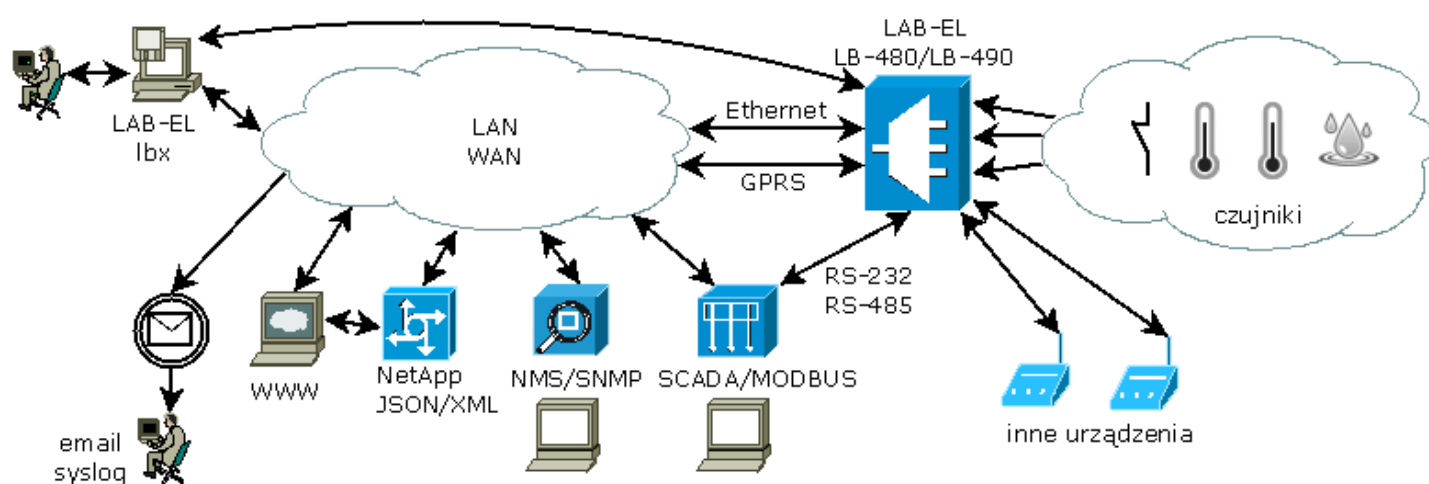 LAB-EL
LB-480/LB-490
LAB-EL
lbx
LAN
WAN
Ethernet
GPRS
czujniki
RS-232
RS-485
WWW
NetApp
JSON/XML
NMS/SNMP
SCADA/MODBUS
inne urządzenia
email
syslog